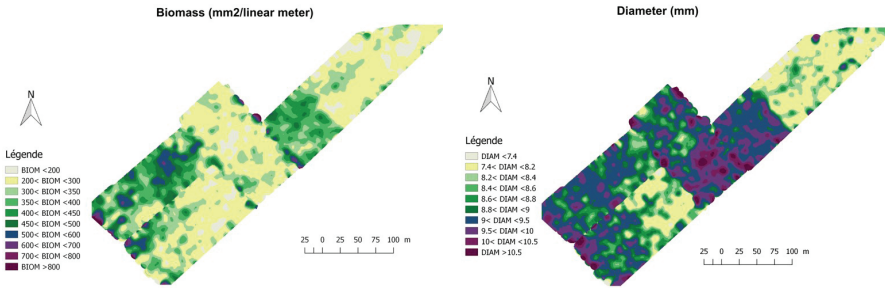 Biomass (mm2/linear meter)
N
Légende
BIOM <200
200< BIOM <300
300< BIOM <350
350< BIOM <400
400< BIOM <450
450< BIOM <500
500< BIOM <600
600< BIOM <700
700< BIOM <800
BIOM >800
25 0 25 50 75 100 m
Diameter (mm)
N
Légende
DIAM <7.4
7.4< DIAM <8.2
8.2< DIAM <8.4
8.4< DIAM <8.6
8.6< DIAM <8.8
8.8< DIAM <9
9< DIAM <9.5
9.5< DIAM <10
10< DIAM <10.5
DIAM >10.5
25 0 25 50 75 100 m